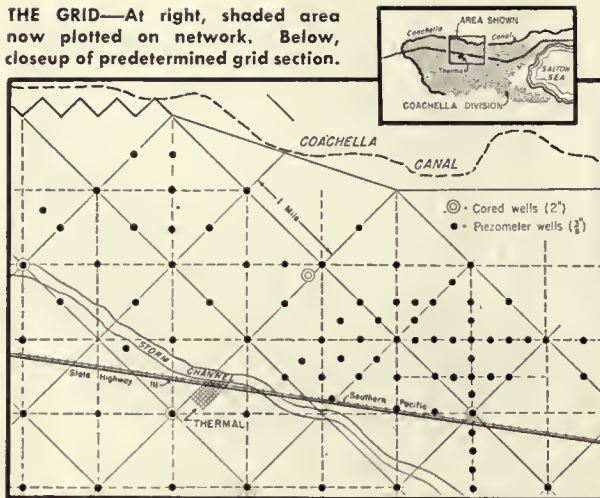 THE GRID—At right, shaded area
now plotted on network. Below,
closeup of predetermined grid section.
AREA SHOWN
Coachella
Canal
Thermal
SALTON
SEA
COACHELLA DIVISION
COACHELLA
CANAL
1 Mile
Cored wells (2")
Piezometer wells (3/8")
STORM
CHANNEL
State Highway
111
Southern Pacific
THERMAL